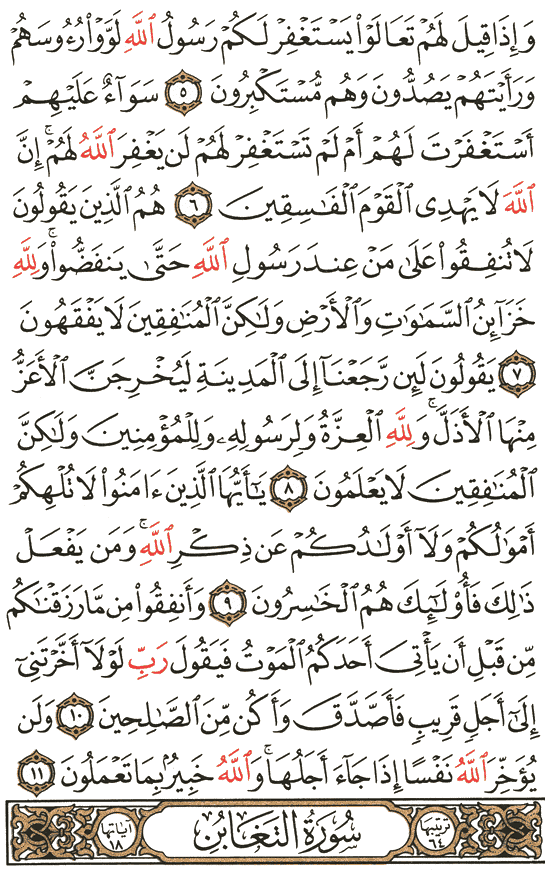 وَإِذَا قِيلَ لَهُمْ تَعَالَوْا۟ يَسْتَغْفِرْ لَكُمْ رَسُولُ ٱللَّهِ لَوَّوْا۟ رُءُوسَهُمْ
وَرَأَيْتَهُمْ يَصُدُّونَ وَهُم مُّسْتَكْبِرُونَ ٥ سَوَآءٌ عَلَيْهِمْ
أَسْتَغْفَرْتَ لَهُمْ أَمْ لَمْ تَسْتَغْفِرْ لَهُمْ لَن يَغْفِرَ ٱللَّهُ لَهُمْ ۚ إِنَّ
ٱللَّهَ لَا يَهْدِى ٱلْقَوْمَ ٱلْفَٰسِقِينَ ٦ هُمُ ٱلَّذِينَ يَقُولُونَ
لَا تُنفِقُوا۟ عَلَىٰ مَنْ عِندَ رَسُولِ ٱللَّهِ حَتَّىٰ يَنفَضُّوا۟ ۗ وَلِلَّهِ
خَزَآئِنُ ٱلسَّمَٰوَٰتِ وَٱلْأَرْضِ وَلَٰكِنَّ ٱلْمُنَٰفِقِينَ لَا يَفْقَهُونَ
٧ يَقُولُونَ لَئِن رَّجَعْنَآ إِلَى ٱلْمَدِينَةِ لَيُخْرِجَنَّ ٱلْأَعَزُّ
مِنْهَا ٱلْأَذَلَّ ۚ وَلِلَّهِ ٱلْعِزَّةُ وَلِرَسُولِهِۦ وَلِلْمُؤْمِنِينَ وَلَٰكِنَّ
ٱلْمُنَٰفِقِينَ لَا يَعْلَمُونَ ٨ يَٰٓأَيُّهَا ٱلَّذِينَ ءَامَنُوا۟ لَا تُلْهِكُمْ
أَمْوَٰلُكُمْ وَلَآ أَوْلَٰدُكُمْ عَن ذِكْرِ ٱللَّهِ ۚ وَمَن يَفْعَلْ
ذَٰلِكَ فَأُو۟لَٰٓئِكَ هُمُ ٱلْخَٰسِرُونَ ٩ وَأَنفِقُوا۟ مِن مَّا رَزَقْنَٰكُم
مِّن قَبْلِ أَن يَأْتِىَ أَحَدَكُمُ ٱلْمَوْتُ فَيَقُولَ رَبِّ لَوْلَآ أَخَّرْتَنِىٓ
إِلَىٰٓ أَجَلٍ قَرِيبٍ فَأَصَّدَّقَ وَأَكُن مِّنَ ٱلصَّٰلِحِينَ ١٠ وَلَن
يُؤَخِّرَ ٱللَّهُ نَفْسًا إِذَا جَآءَ أَجَلُهَا ۚ وَٱللَّهُ خَبِيرٌۢ بِمَا تَعْمَلُونَ ١١
ترتيبها ٦٤ سُورَةُ التَّغَابُنِ آياتها ١٨